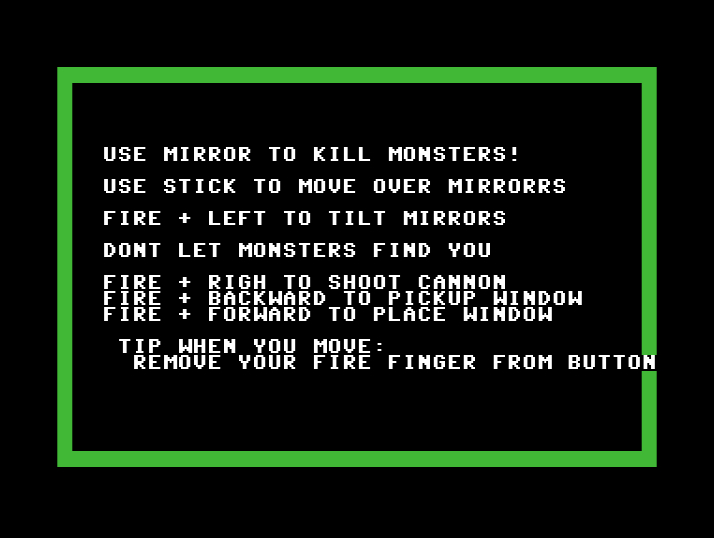 USE MIRROR TO KILL MONSTERS!
USE STICK TO MOVE OVER MIRRORRS
FIRE + LEFT TO TILT MIRRORS
DONT LET MONSTERS FIND YOU
FIRE + RIGH TO SHOOT CANNON
FIRE + BACKWARD TO PICKUP WINDOW
FIRE + FORWARD TO PLACE WINDOW
TIP WHEN YOU MOVE:
REMOVE YOUR FIRE FINGER FROM BUTTON